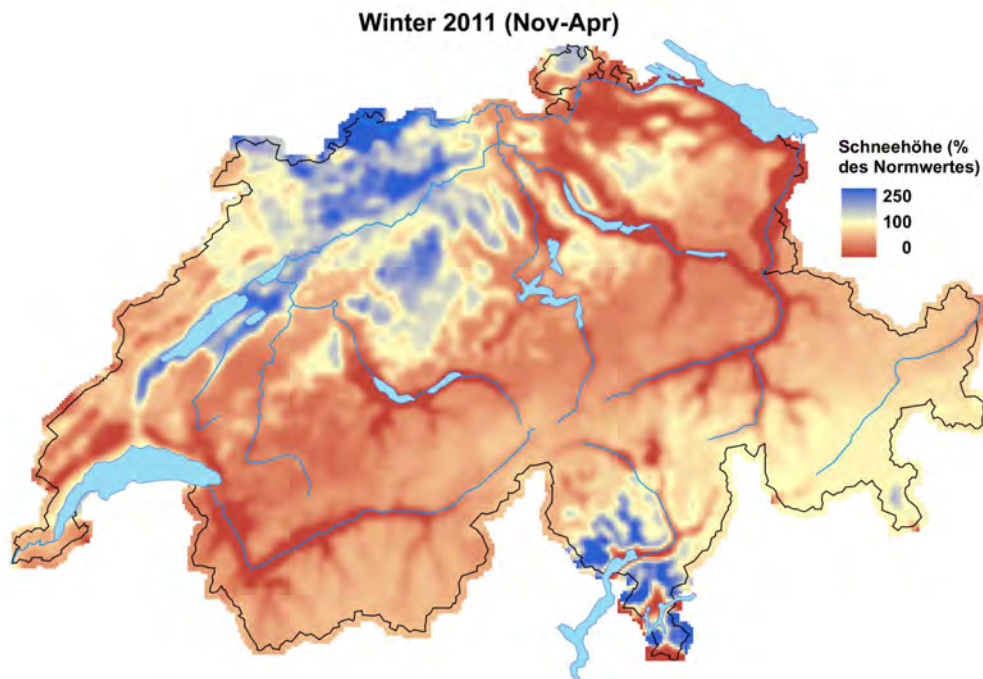 Winter 2011 (Nov-Apr)
Schneehöhe (%
des Normwertes)
250
100
0